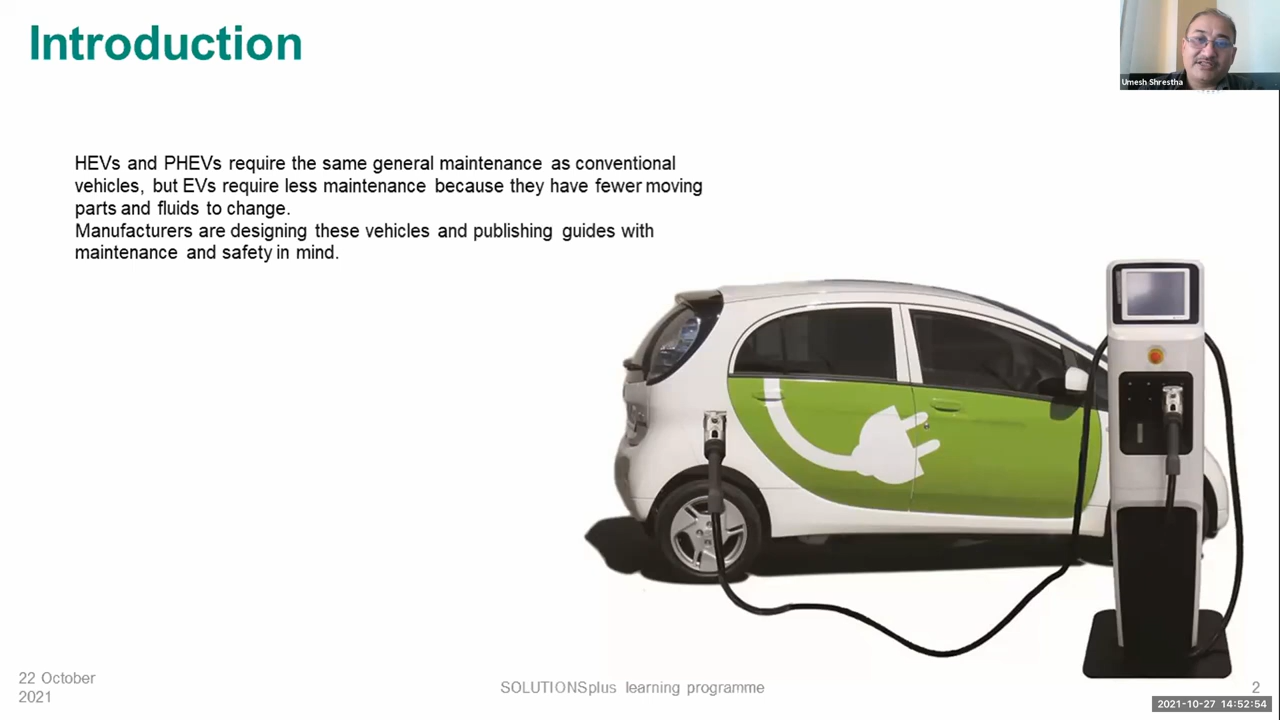 Introduction
Umesh Shrestha
HEVs and PHEVs require the same general maintenance as conventional
vehicles, but EVs require less maintenance because they have fewer moving
parts and fluids to change.
Manufacturers are designing these vehicles and publishing guides with
maintenance and safety in mind.
22 October
2021
SOLUTIONSplus learning programme
2
2021-10-27 14:52:54